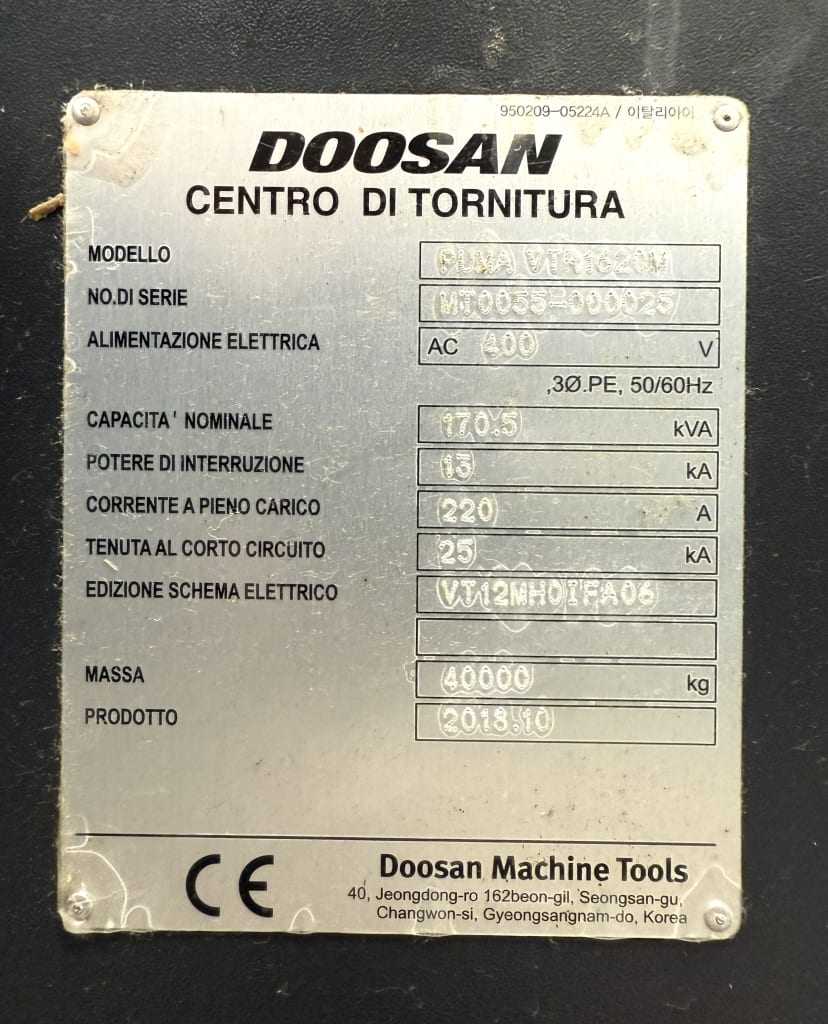 950209-05224A / 이탈리아어
DOOSAN
CENTRO DI TORNITURA
MODELLO PUMA VTR1620M
NO.DI SERIE MT0055-000025
ALIMENTAZIONE ELETTRICA AC 400 V
,3Ø.PE, 50/60Hz
CAPACITA' NOMINALE 170.5 kVA
POTERE DI INTERRUZIONE 15 kA
CORRENTE A PIENO CARICO 220 A
TENUTA AL CORTO CIRCUITO 25 kA
EDIZIONE SCHEMA ELETTRICO VT12MH0IFA06
MASSA 40000 kg
PRODOTTO 2018.10
CE
Doosan Machine Tools
40, Jeongdong-ro 162beon-gil, Seongsan-gu,
Changwon-si, Gyeongsangnam-do, Korea